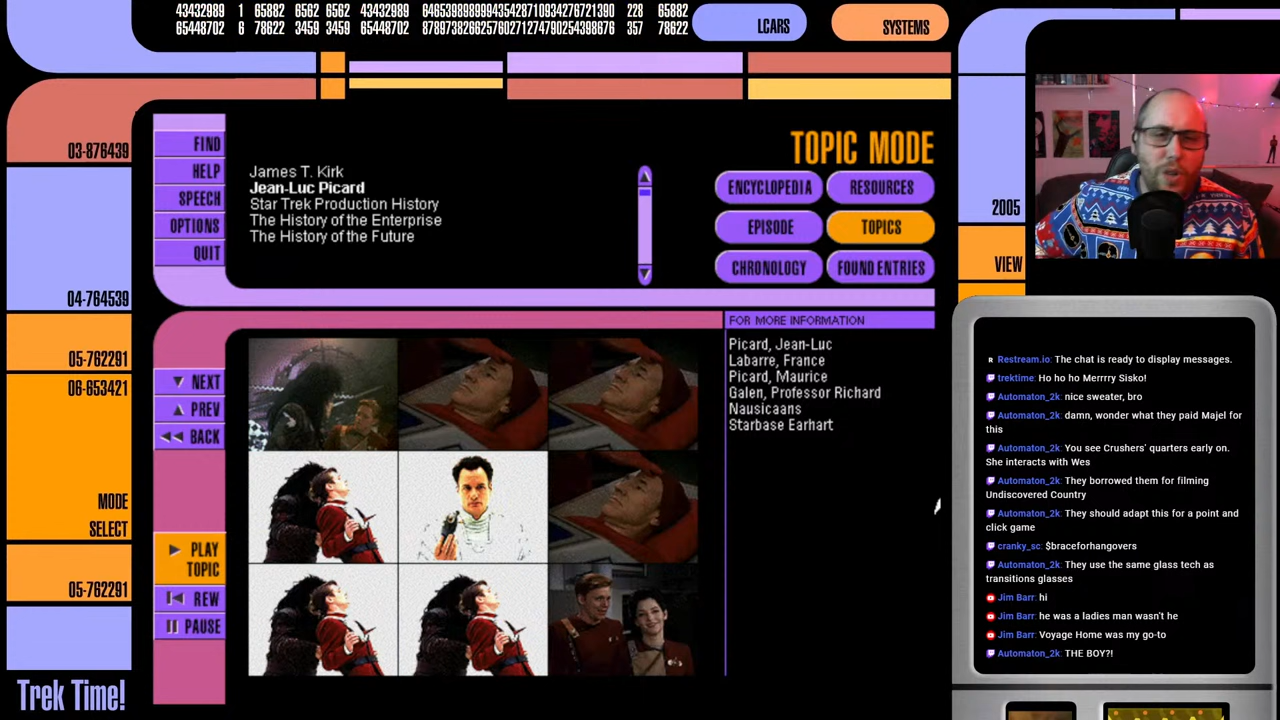 43432989 1 65882 6562 6562 43432989 64653989899943542871093427672 1390 228 65882
65448702 6 78622 3459 3459 65448702 878973826625760271274790254398676 357 78622
LCARS
SYSTEMS
03-876439
FIND
HELP
SPEECH
OPTIONS
QUIT
James T. Kirk
Jean-Luc Picard
Star Trek Production History
The History of the Enterprise
The History of the Future
TOPIC MODE
ENCYCLOPEDIA
RESOURCES
EPISODE
TOPICS
CHRONOLOGY
FOUND ENTRIES
2005
VIEW
04-764539
05-762291
06-653421
MODE
SELECT
05-762291
Trek Time!
NEXT
PREV
BACK
PLAY
TOPIC
REW
PAUSE
FOR MORE INFORMATION
Picard, Jean-Luc
Labarre, France
Picard, Maurice
Galen, Professor Richard
Nausicaans
Starbase Earhart
R Restream.io: The chat is ready to display messages.
trektime: Ho ho ho Merrrry Sisko!
Automaton_2k: nice sweater, bro
Automaton_2k: damn, wonder what they paid Majel for
this
Automaton_2k: You see Crushers' quarters early on.
She interacts with Wes
Automaton_2k: They borrowed them for filming
Undiscovered Country
Automaton_2k: They should adapt this for a point and
click game
cranky_sc: $braceforhangovers
Automaton_2k: They use the same glass tech as
transitions glasses
Jim Barr: hi
Jim Barr: he was a ladies man wasn't he
Jim Barr: Voyage Home was my go-to
Automaton_2k: THE BOY?!